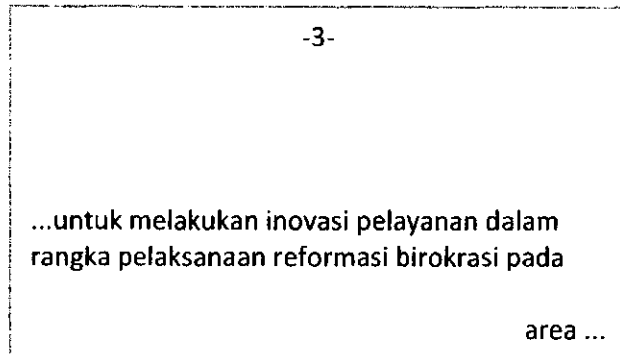 -3-
...untuk melakukan inovasi pelayanan dalam
rangka pelaksanaan reformasi birokrasi pada
area ...